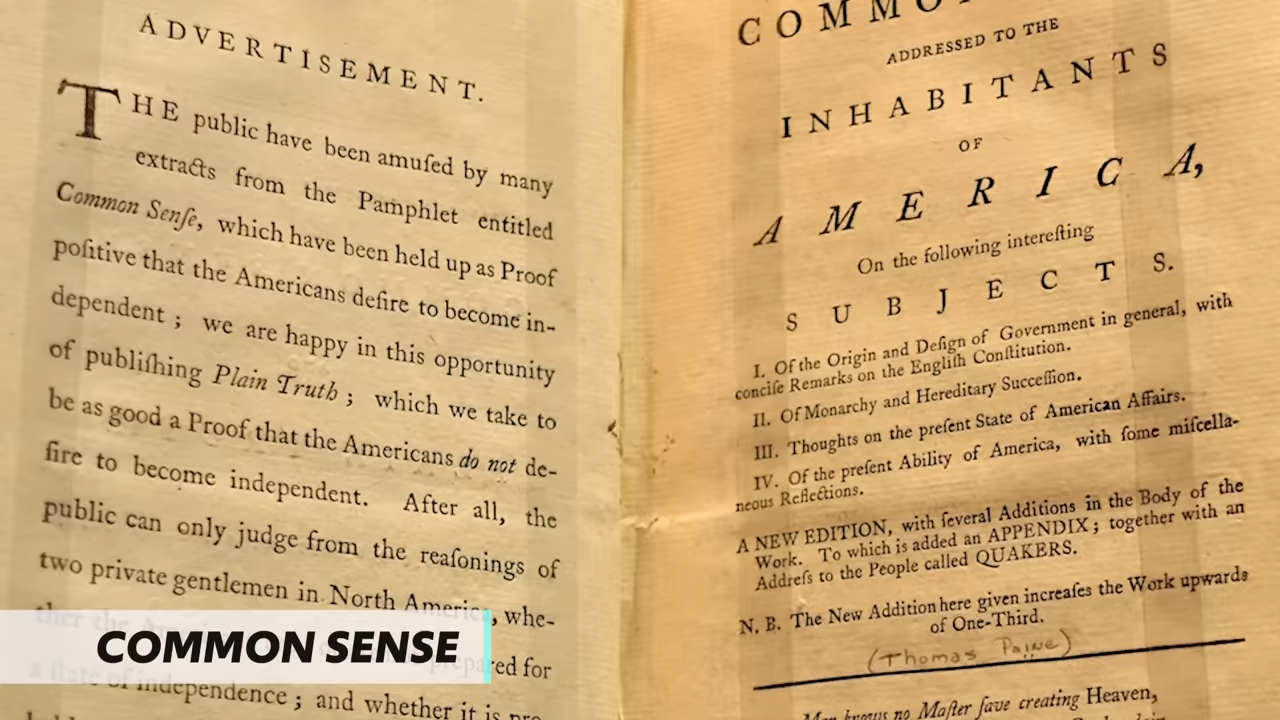 ADVERTISEMENT.
THE public have been amuſed by many
extracts from the Pamphlet entitled
Common Senſe, which have been held up as Proof
poſitive that the Americans deſire to become in-
dependent ; we are happy in this opportunity
of publiſhing Plain Truth ; which we take to
be as good a Proof that the Americans do not de-
ſire to become independent. After all, the
public can only judge from the reaſonings of
two private gentlemen in North America, whe-
ther the
ed for
a ſtate of independence ; and whether it is pro-
COMMO
ADDRESSED TO THE
INHABITANTS
OF
AMERICA,
On the following intereſting
SUBJECTS.
I. Of the Origin and Deſign of Government in general, with
conciſe Remarks on the Engliſh Conſtitution.
II. Of Monarchy and Hereditary Succeſſion.
III. Thoughts on the preſent State of American Affairs.
IV. Of the preſent Ability of America, with ſome miſcella-
neous Reflections.
A NEW EDITION, with ſeveral Additions in the Body of the
Work. To which is added an APPENDIX ; together with an
Addreſs to the People called QUAKERS.
N. B. The New Addition here given increaſes the Work upwards
of One-Third.
(Thomas Paine)
Man knows no Maſter ſave creating Heaven,
COMMON SENSE